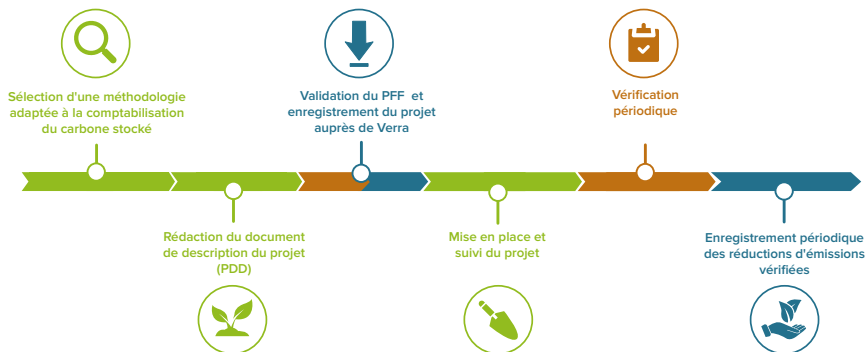 Sélection d'une méthodologie
adaptée à la comptabilisation
du carbone stocké
Validation du PFF et
enregistrement du projet
auprès de Verra
Vérification
périodique
Rédaction du document
de description du projet
(PDD)
Mise en place et
suivi du projet
Enregistrement périodique
des réductions d'émissions
vérifiées